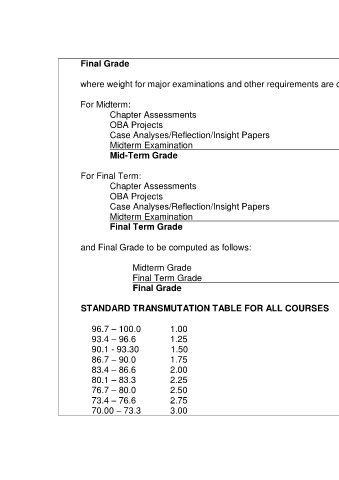 Final Grade
where weight for major examinations and other requirements are
For Midterm:
Chapter Assessments
OBA Projects
Case Analyses/Reflection/Insight Papers
Midterm Examination
Mid-Term Grade
For Final Term:
Chapter Assessments
OBA Projects
Case Analyses/Reflection/Insight Papers
Midterm Examination
Final Term Grade
and Final Grade to be computed as follows:
Midterm Grade
Final Term Grade
Final Grade
STANDARD TRANSMUTATION TABLE FOR ALL COURSES
96.7 – 100.0 1.00
93.4 – 96.6 1.25
90.1 - 93.30 1.50
86.7 – 90.0 1.75
83.4 – 86.6 2.00
80.1 – 83.3 2.25
76.7 – 80.0 2.50
73.4 – 76.6 2.75
70.00 – 73.3 3.00